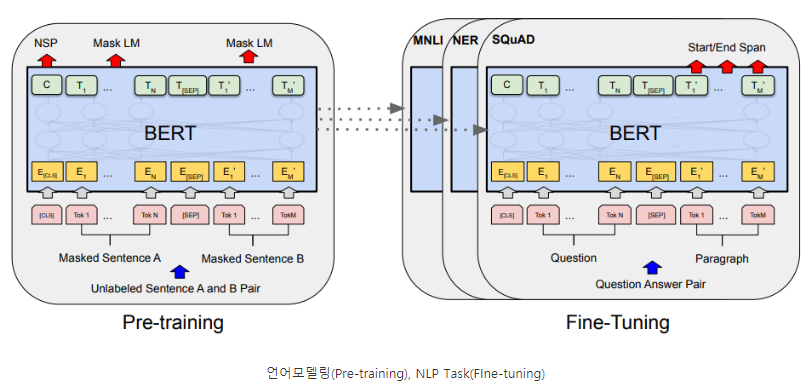 NSP Mask LM Mask LM
C T1 ... TN T[SEP] T1' ... TM'
BERT
E[CLS] E1 ... EN E[SEP] E1' ... EM'
[CLS] Tok 1 ... Tok N [SEP] Tok 1 ... TokM
Masked Sentence A Masked Sentence B
Unlabeled Sentence A and B Pair
Pre-training
MNLI NER SQuAD
Start/End Span
C T1 ... TN T[SEP] T1' ... TM'
BERT
E[CLS] E1 ... EN E[SEP] E1' ... EM'
[CLS] Tok 1 ... Tok N [SEP] Tok 1 ... TokM
Question Paragraph
Question Answer Pair
Fine-Tuning
언어모델링(Pre-training), NLP Task(FIne-tuning)